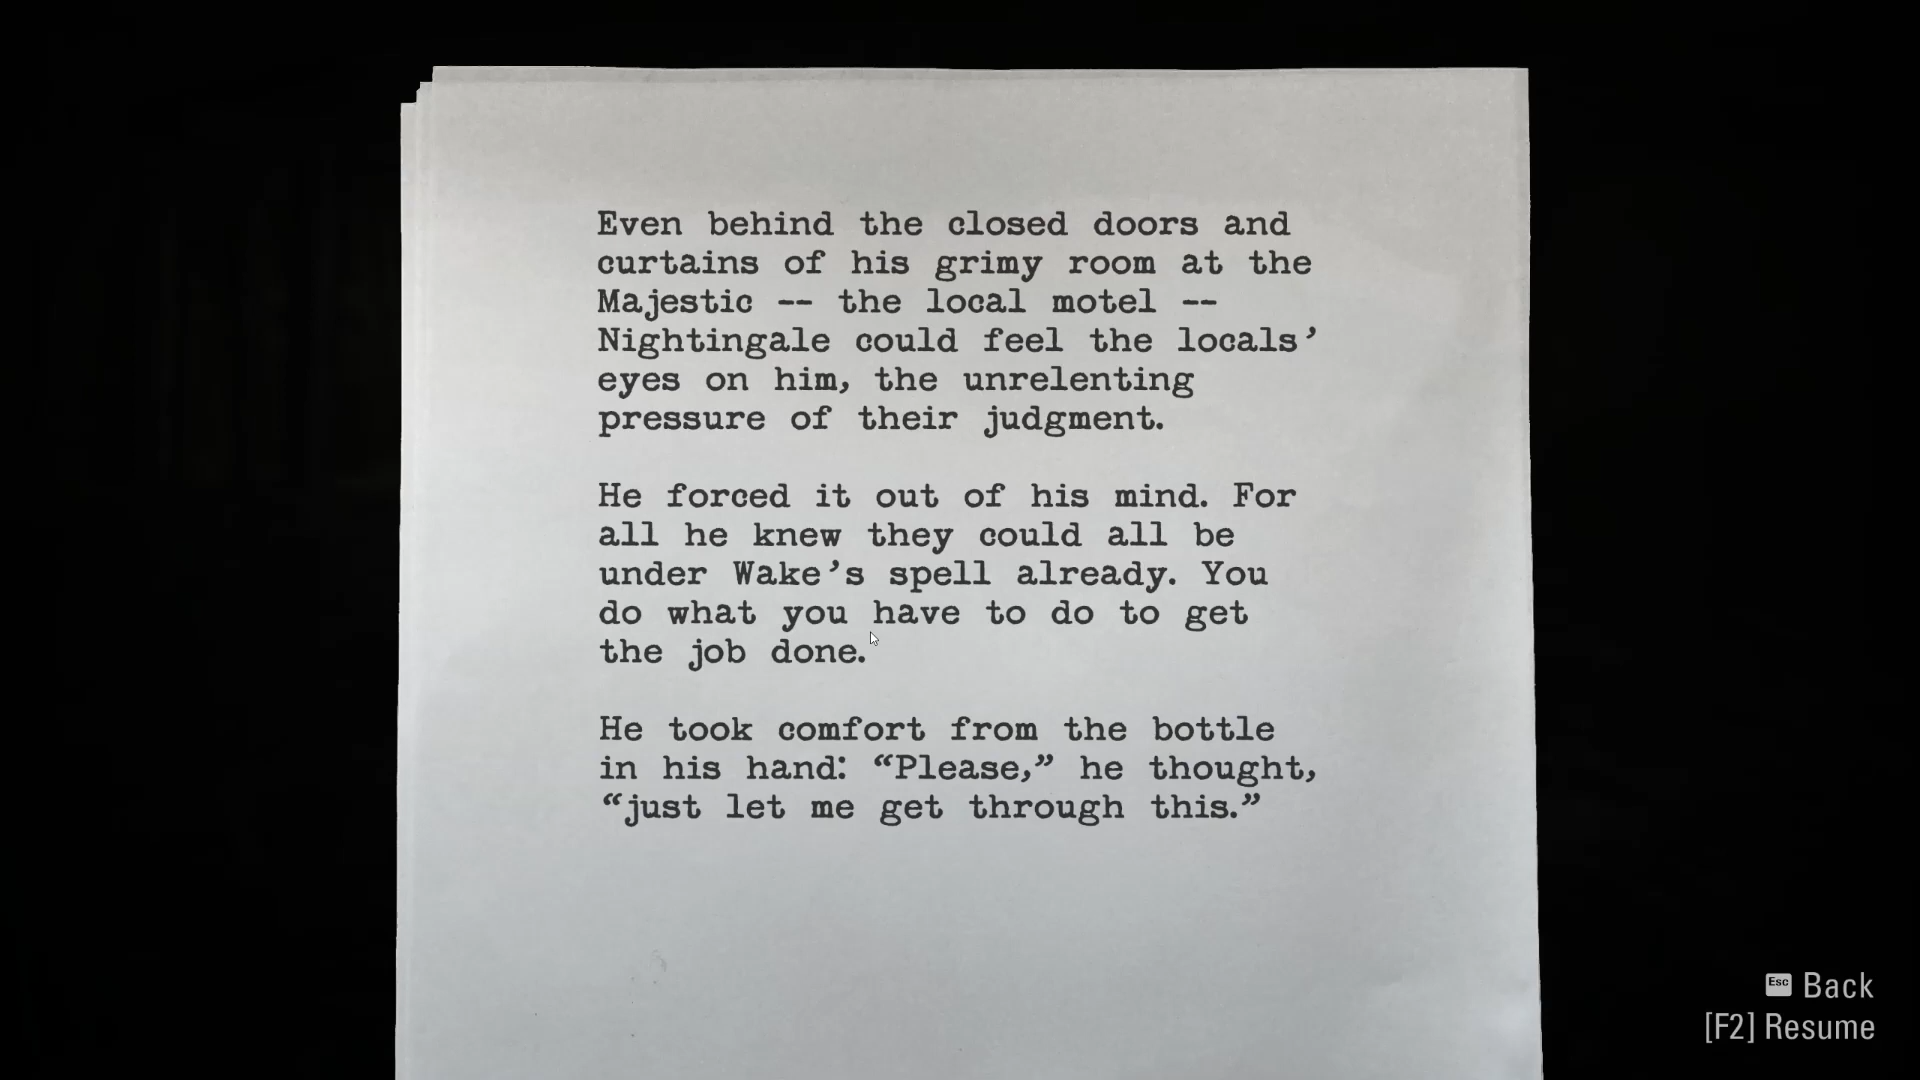 Even behind the closed doors and
curtains of his grimy room at the
Majestic -- the local motel --
Nightingale could feel the locals’
eyes on him, the unrelenting
pressure of their judgment.
He forced it out of his mind. For
all he knew they could all be
under Wake’s spell already. You
do what you have to do to get
the job done.
He took comfort from the bottle
in his hand: “Please,” he thought,
“just let me get through this.”
Esc Back
[F2] Resume